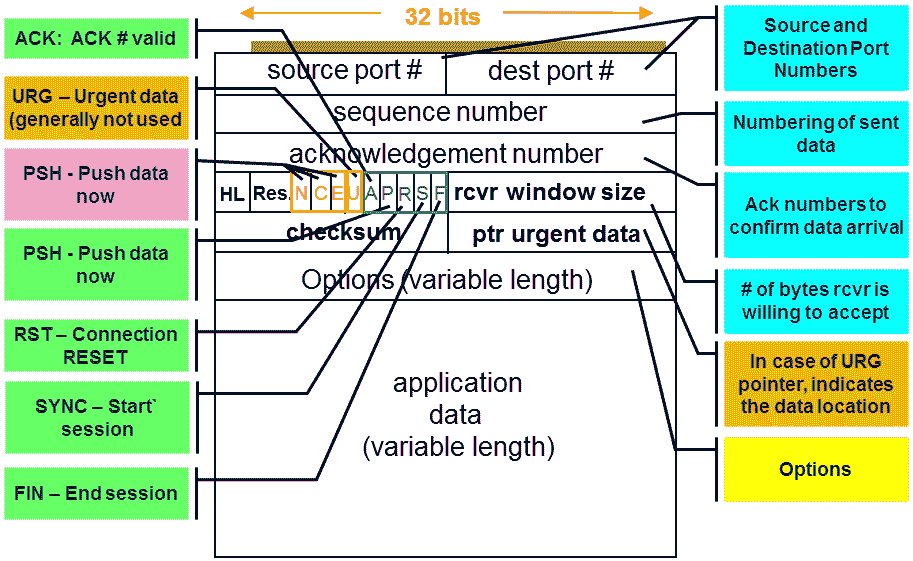 32 bits
ACK:  ACK # valid
URG – Urgent data
(generally not used
PSH - Push data
now
PSH - Push data
now
RST – Connection
RESET
SYNC – Start`
session
FIN – End session
source port #
dest port #
sequence number
acknowledgement number
HL
Res.
N
C
E
U
A
P
R
S
F
rcvr window size
checksum
ptr urgent data
Options (variable length)
application
data
(variable length)
Source and
Destination Port
Numbers
Numbering of sent
data
Ack numbers to
confirm data arrival
# of bytes rcvr is
willing to accept
In case of URG
pointer, indicates
the data location
Options